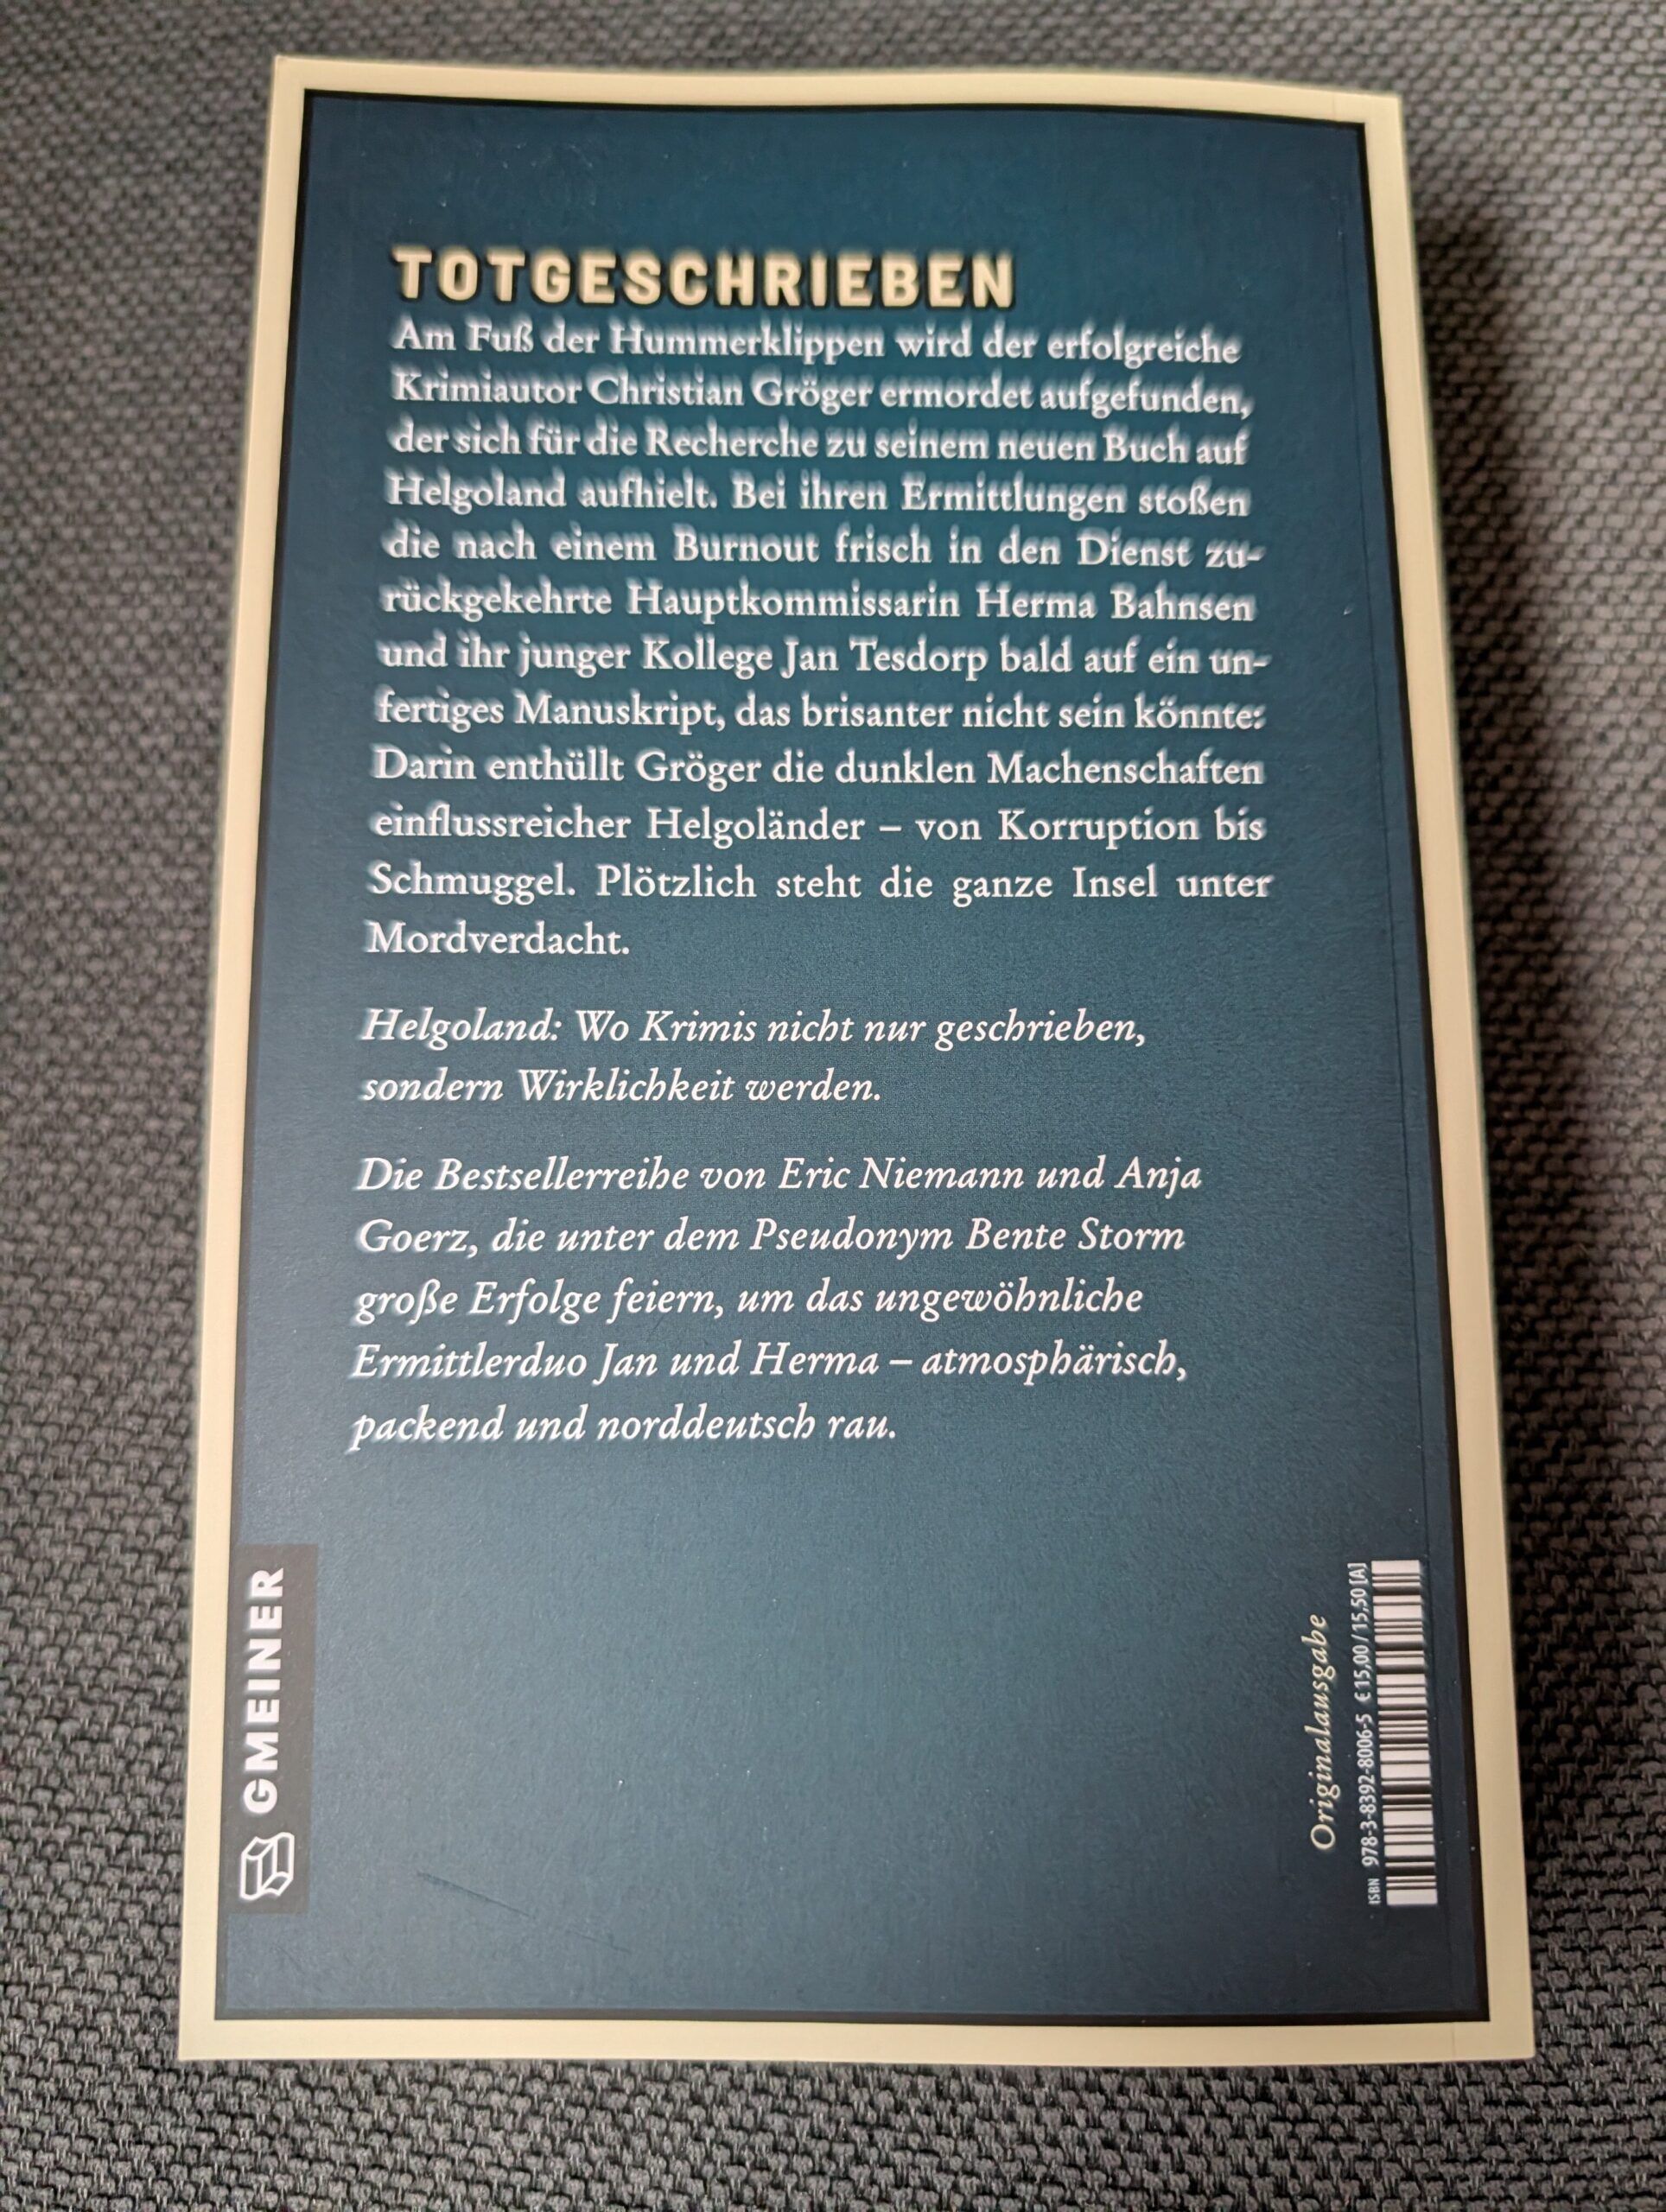 TOTGESCHRIEBEN
Am Fuß der Hummerklippen wird der erfolgreiche
Krimiautor Christian Gröger ermordet aufgefunden,
der sich für die Recherche zu seinem neuen Buch auf
Helgoland aufhielt. Bei ihren Ermittlungen stoßen
die nach einem Burnout frisch in den Dienst zu-
rückgekehrte Hauptkommissarin Herma Bahnsen
und ihr junger Kollege Jan Tesdorp bald auf ein un-
fertiges Manuskript, das brisanter nicht sein könnte:
Darin enthüllt Gröger die dunklen Machenschaften
einflussreicher Helgoländer – von Korruption bis
Schmuggel. Plötzlich steht die ganze Insel unter
Mordverdacht.
Helgoland: Wo Krimis nicht nur geschrieben,
sondern Wirklichkeit werden.
Die Bestsellerreihe von Eric Niemann und Anja
Goerz, die unter dem Pseudonym Bente Storm
große Erfolge feiern, um das ungewöhnliche
Ermittlerduo Jan und Herma – atmosphärisch,
packend und norddeutsch rau.
GMEINER
Originalausgabe
ISBN 978-3-8392-8006-5 € 15,00 / 15,50 [A]